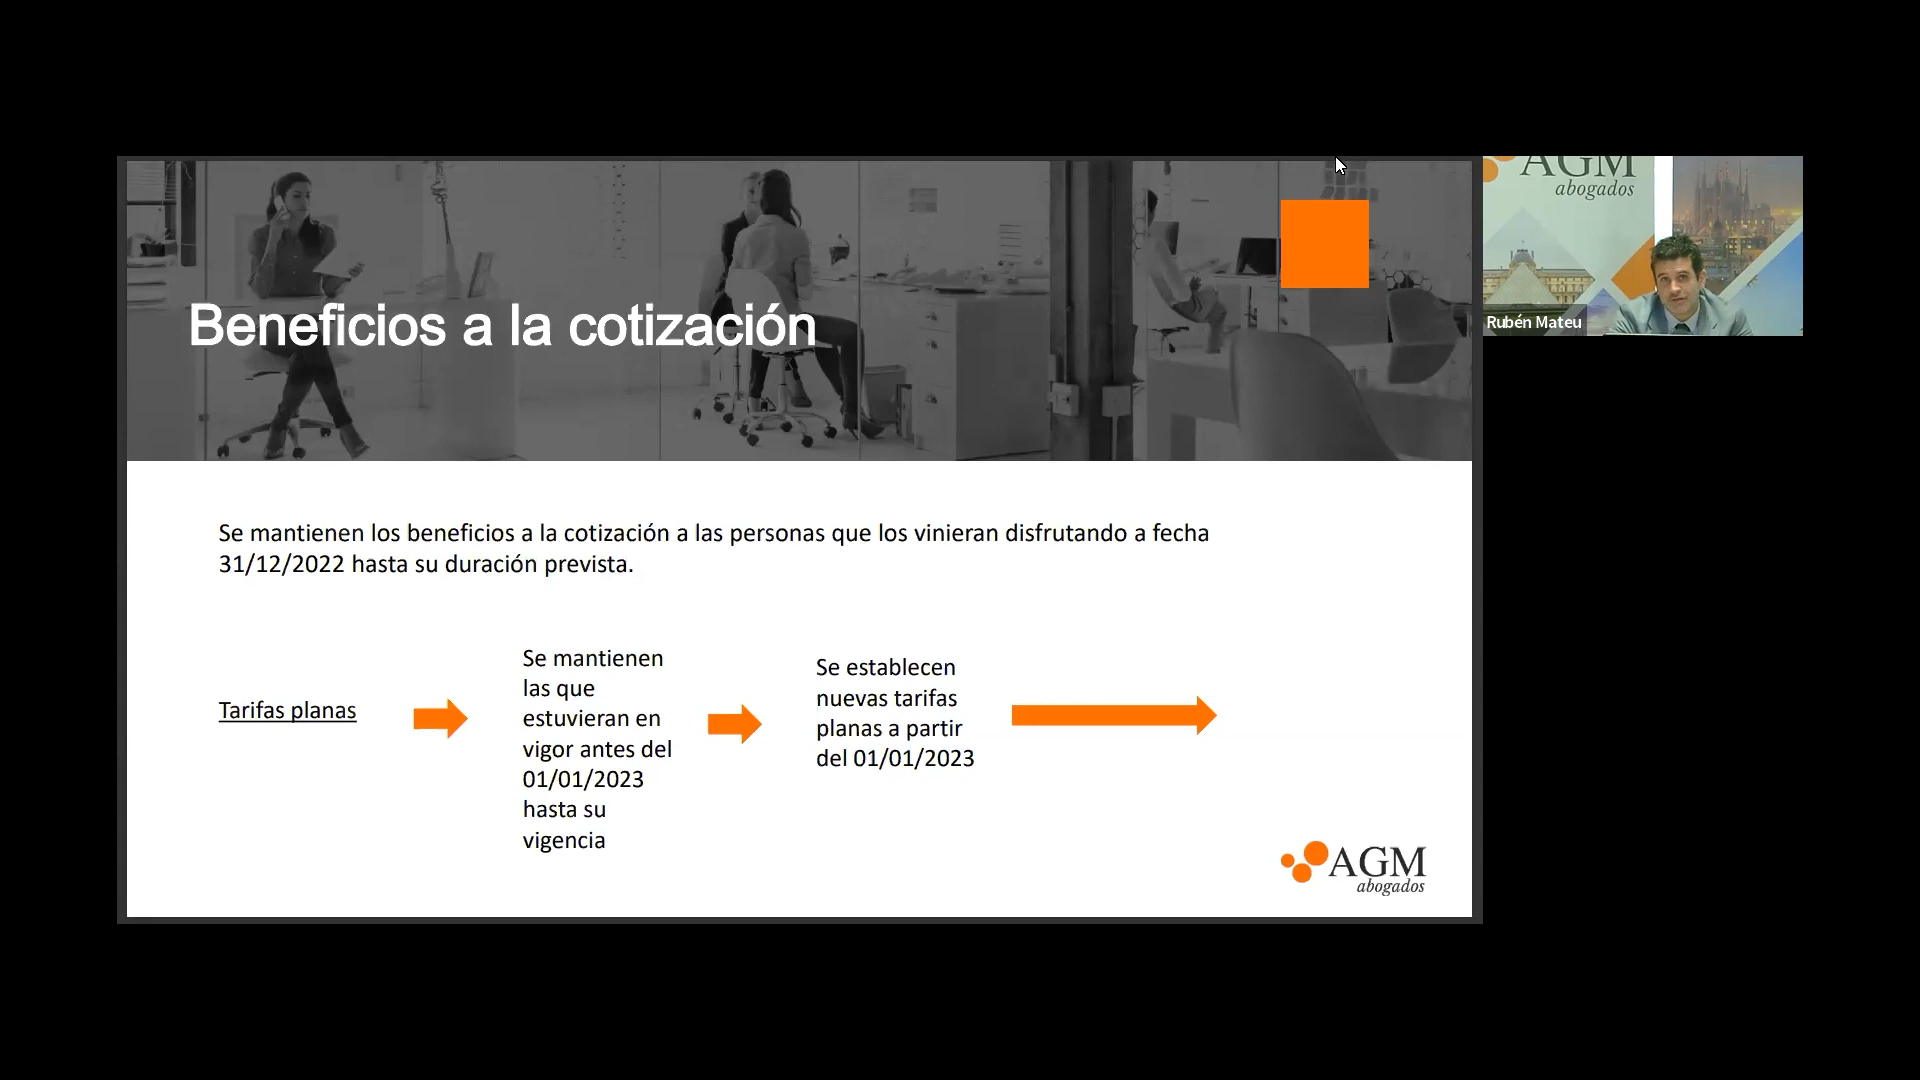 AGM
abogados
Rubén Mateu
Beneficios a la cotización
Se mantienen los beneficios a la cotización a las personas que los vinieran disfrutando a fecha
31/12/2022 hasta su duración prevista.
Tarifas planas
Se mantienen
las que
estuvieran en
vigor antes del
01/01/2023
hasta su
vigencia
Se establecen
nuevas tarifas
planas a partir
del 01/01/2023
AGM
abogados